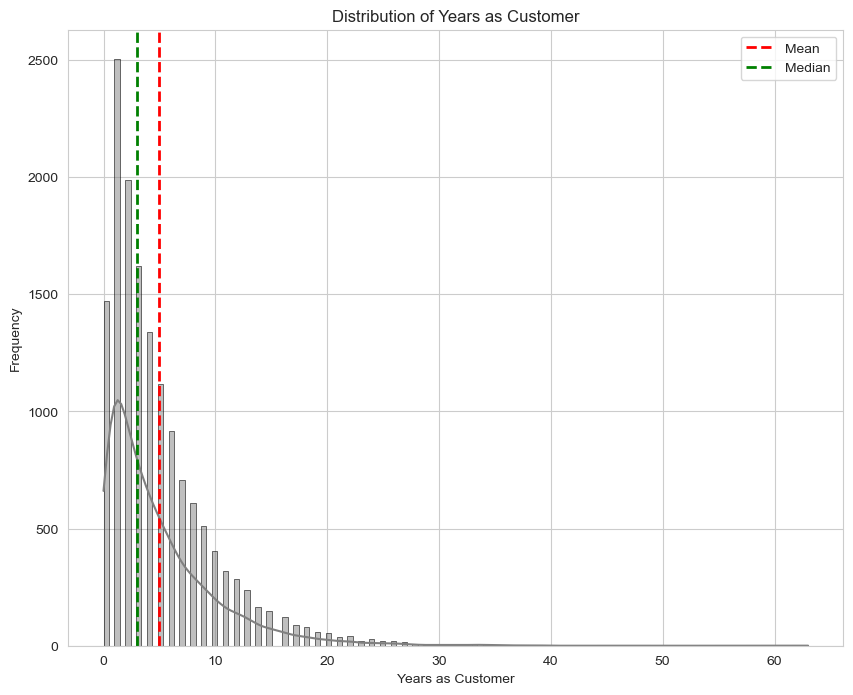 Distribution of Years as Customer
Mean
Median
Frequency
2500
2000
1500
1000
500
0
0 10 20 30 40 50 60
Years as Customer